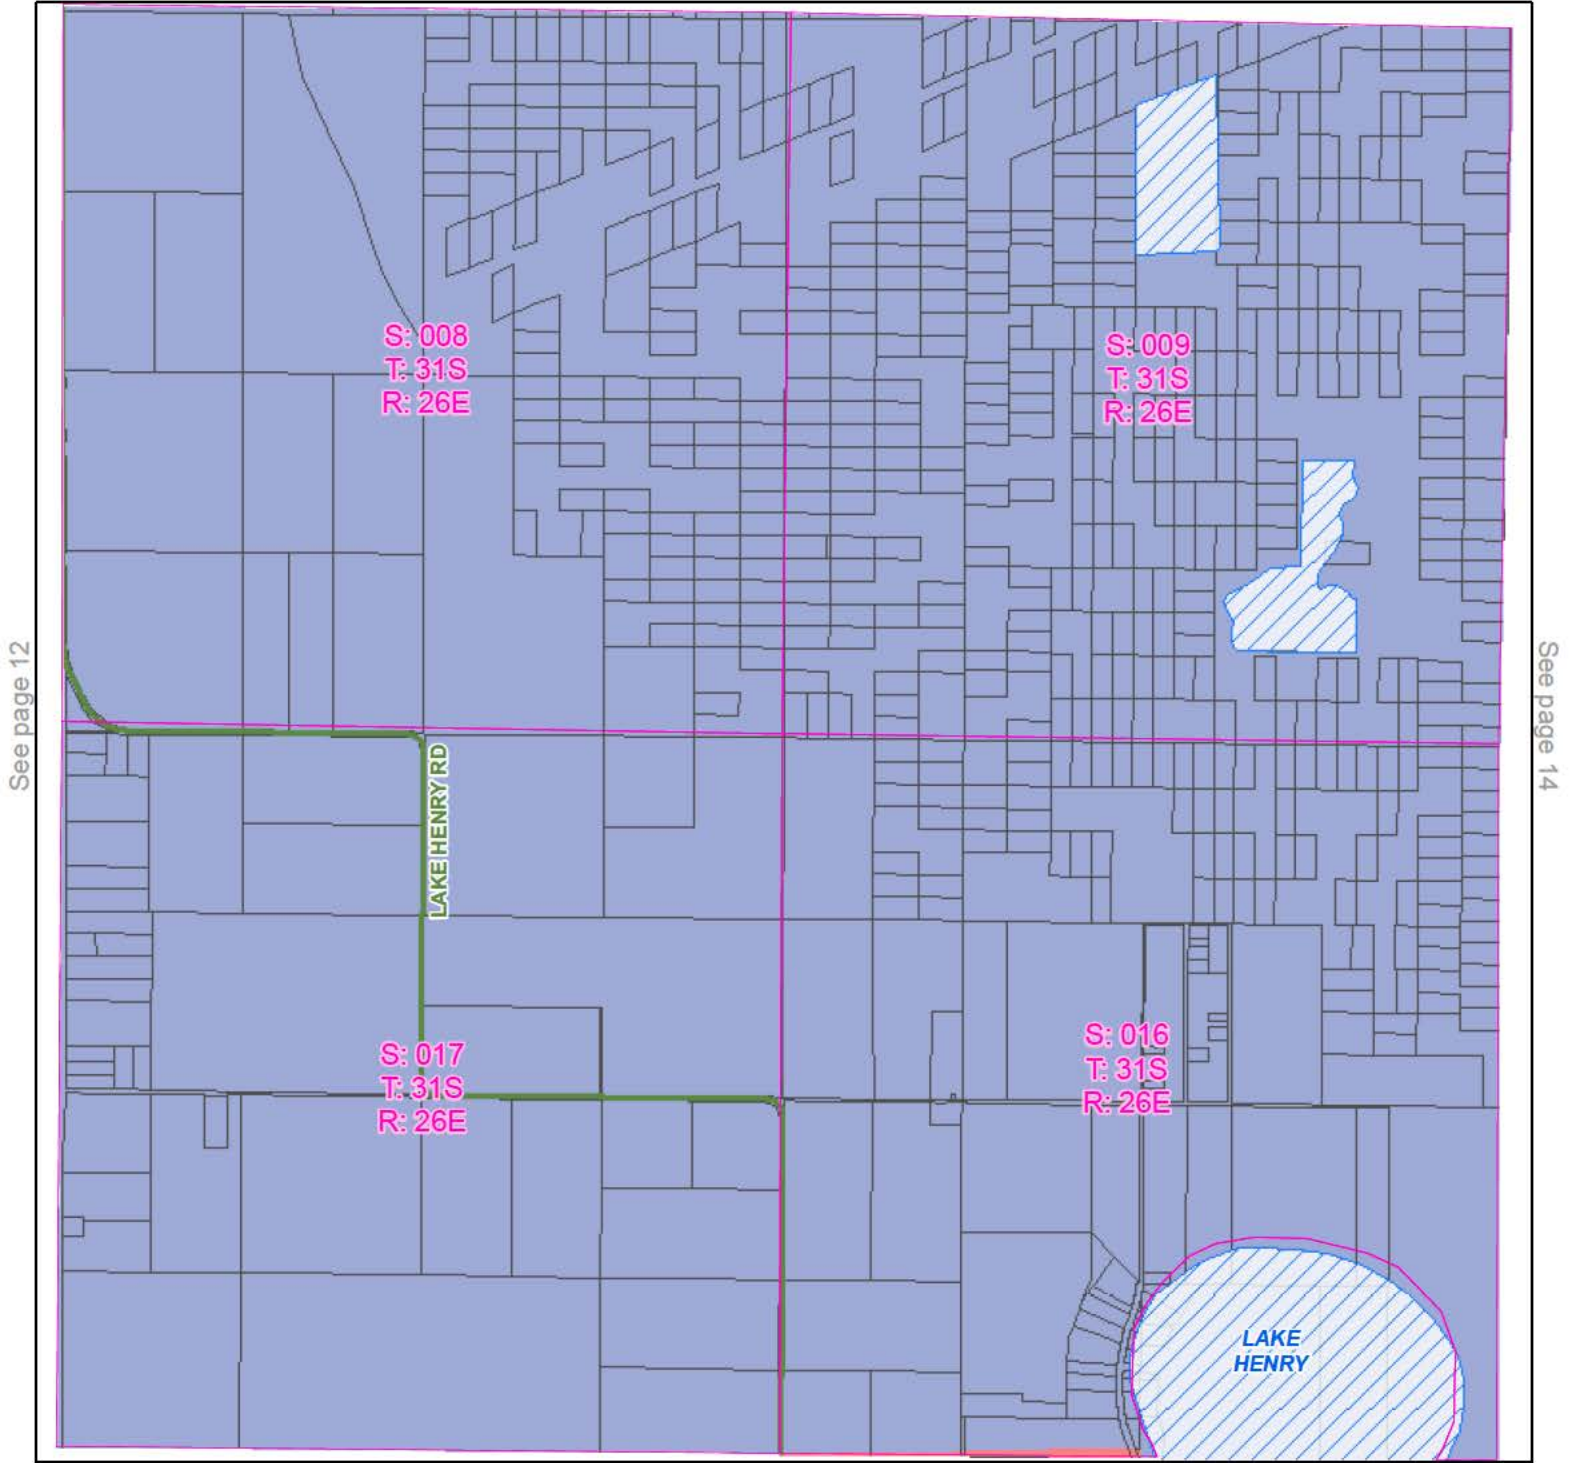 S: 008
T: 31S
R: 26E
S: 009
T: 31S
R: 26E
See page 12
See page 14
LAKE HENRY RD
S: 017
T: 31S
R: 26E
S: 016
T: 31S
R: 26E
LAKE
HENRY